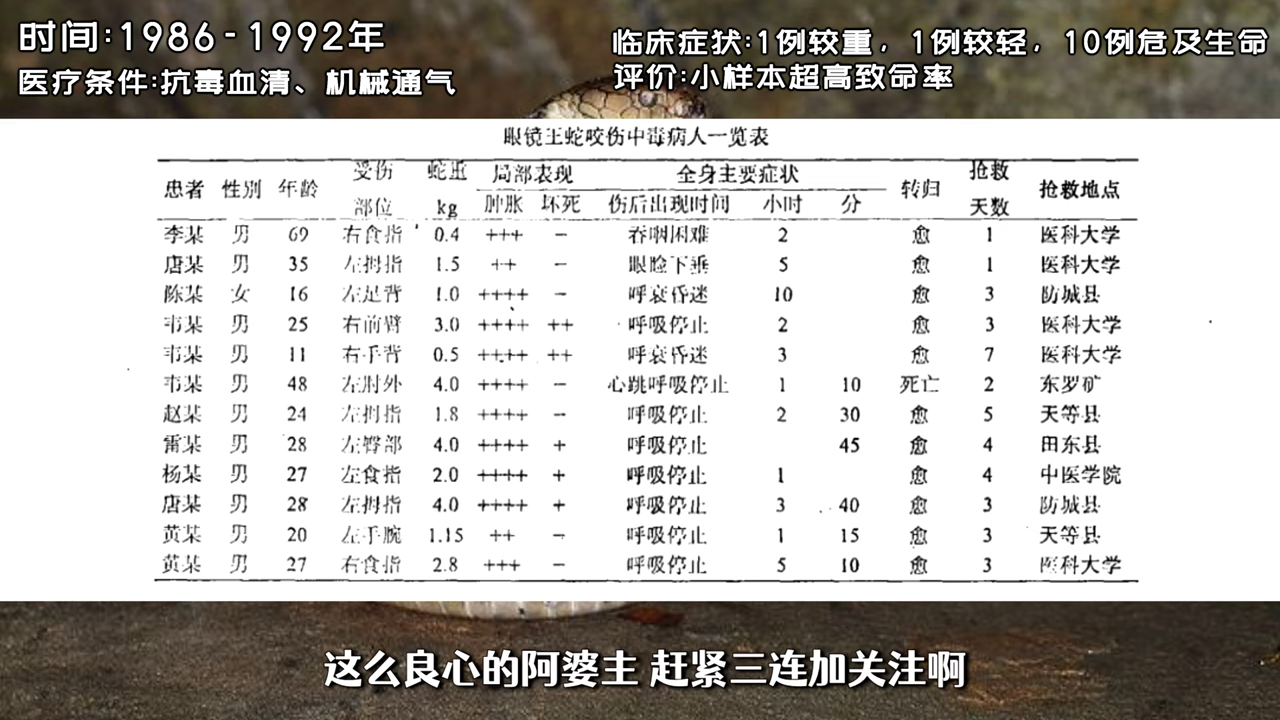 时间:1986-1992年
医疗条件:抗毒血清、机械通气
临床症状:1例较重，1例较轻，10例危及生命
评价:小样本超高致命率
眼镜王蛇咬伤中毒病人一览表
患者 性别 年龄 受伤部位 蛇重kg 局部表现 全身主要症状 转归 抢救天数 抢救地点
肿胀 坏死 伤后出现时间 小时 分
李某 男 69 右食指 0.4 +++ - 吞咽困难 2 愈 1 医科大学
唐某 男 35 左拇指 1.5 ++ - 眼睑下垂 5 愈 1 医科大学
陈某 女 16 左足背 1.0 ++++ - 呼衰昏迷 10 愈 3 防城县
韦某 男 25 右前臂 3.0 ++++ ++ 呼吸停止 2 愈 3 医科大学
韦某 男 11 右手背 0.5 ++++ ++ 呼衰昏迷 3 愈 7 医科大学
韦某 男 48 左肘外 4.0 ++++ - 心跳呼吸停止 1 10 死亡 2 东罗矿
赵某 男 24 左拇指 1.8 ++++ - 呼吸停止 2 30 愈 5 天等县
雷某 男 28 左臀部 4.0 ++++ + 呼吸停止 45 愈 4 田东县
杨某 男 27 左食指 2.0 ++++ + 呼吸停止 1 愈 4 中医学院
唐某 男 28 左拇指 4.0 ++++ + 呼吸停止 3 40 愈 3 防城县
黄某 男 20 左手腕 1.15 ++ - 呼吸停止 1 15 愈 3 天等县
黄某 男 27 右食指 2.8 +++ - 呼吸停止 5 10 愈 3 医科大学
这么良心的阿婆主 赶紧三连加关注啊